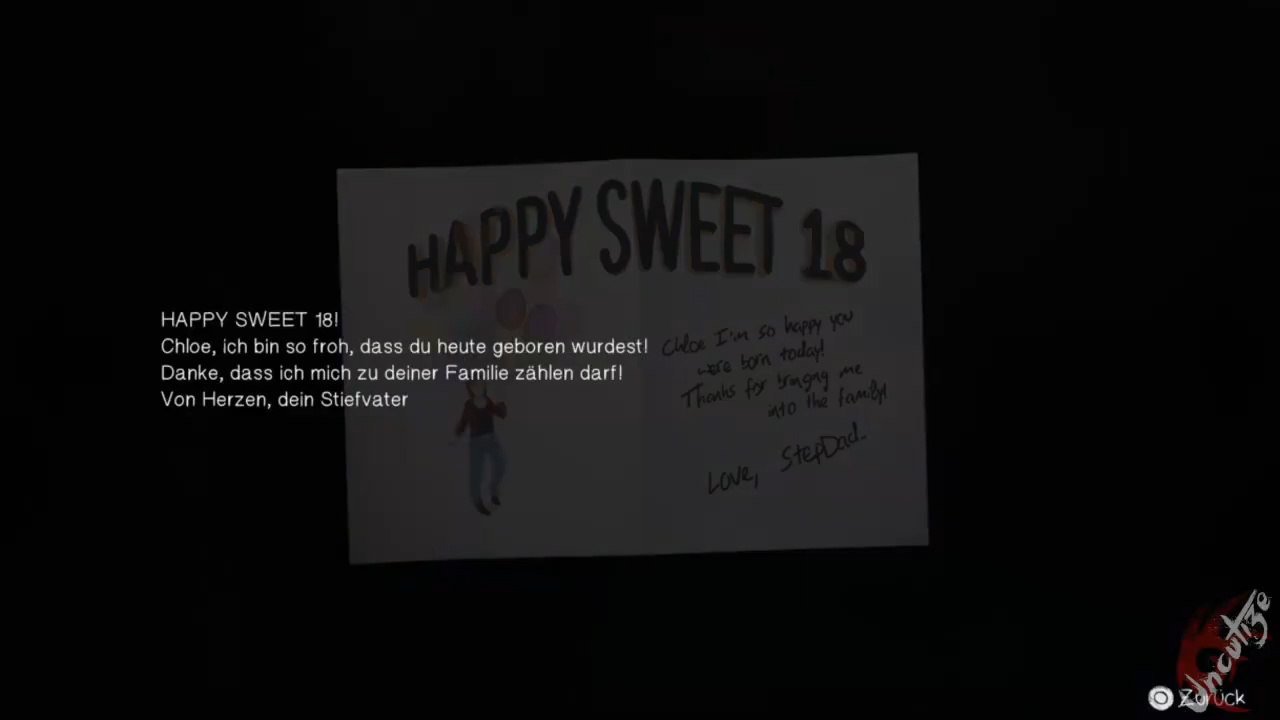 HAPPY SWEET 18
HAPPY SWEET 18!
Chloe, ich bin so froh, dass du heute geboren wurdest!
Danke, dass ich mich zu deiner Familie zählen darf!
Von Herzen, dein Stiefvater
Chloe I'm so happy you
were born today!
Thanks for bringing me
into the family!
Love, StepDad
Uncut1ze
Zurück